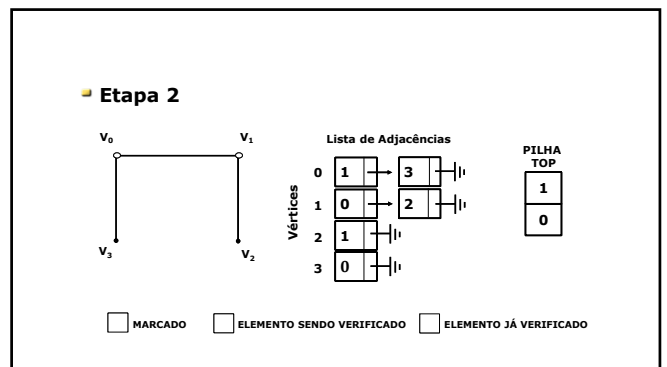 Etapa 2
V₀ V₁
Lista de Adjacências
PILHA
TOP
Vértices
0 1 3
1 0 2
2 1
3 0
1
0
V₃ V₂
MARCADO ELEMENTO SENDO VERIFICADO ELEMENTO JÁ VERIFICADO